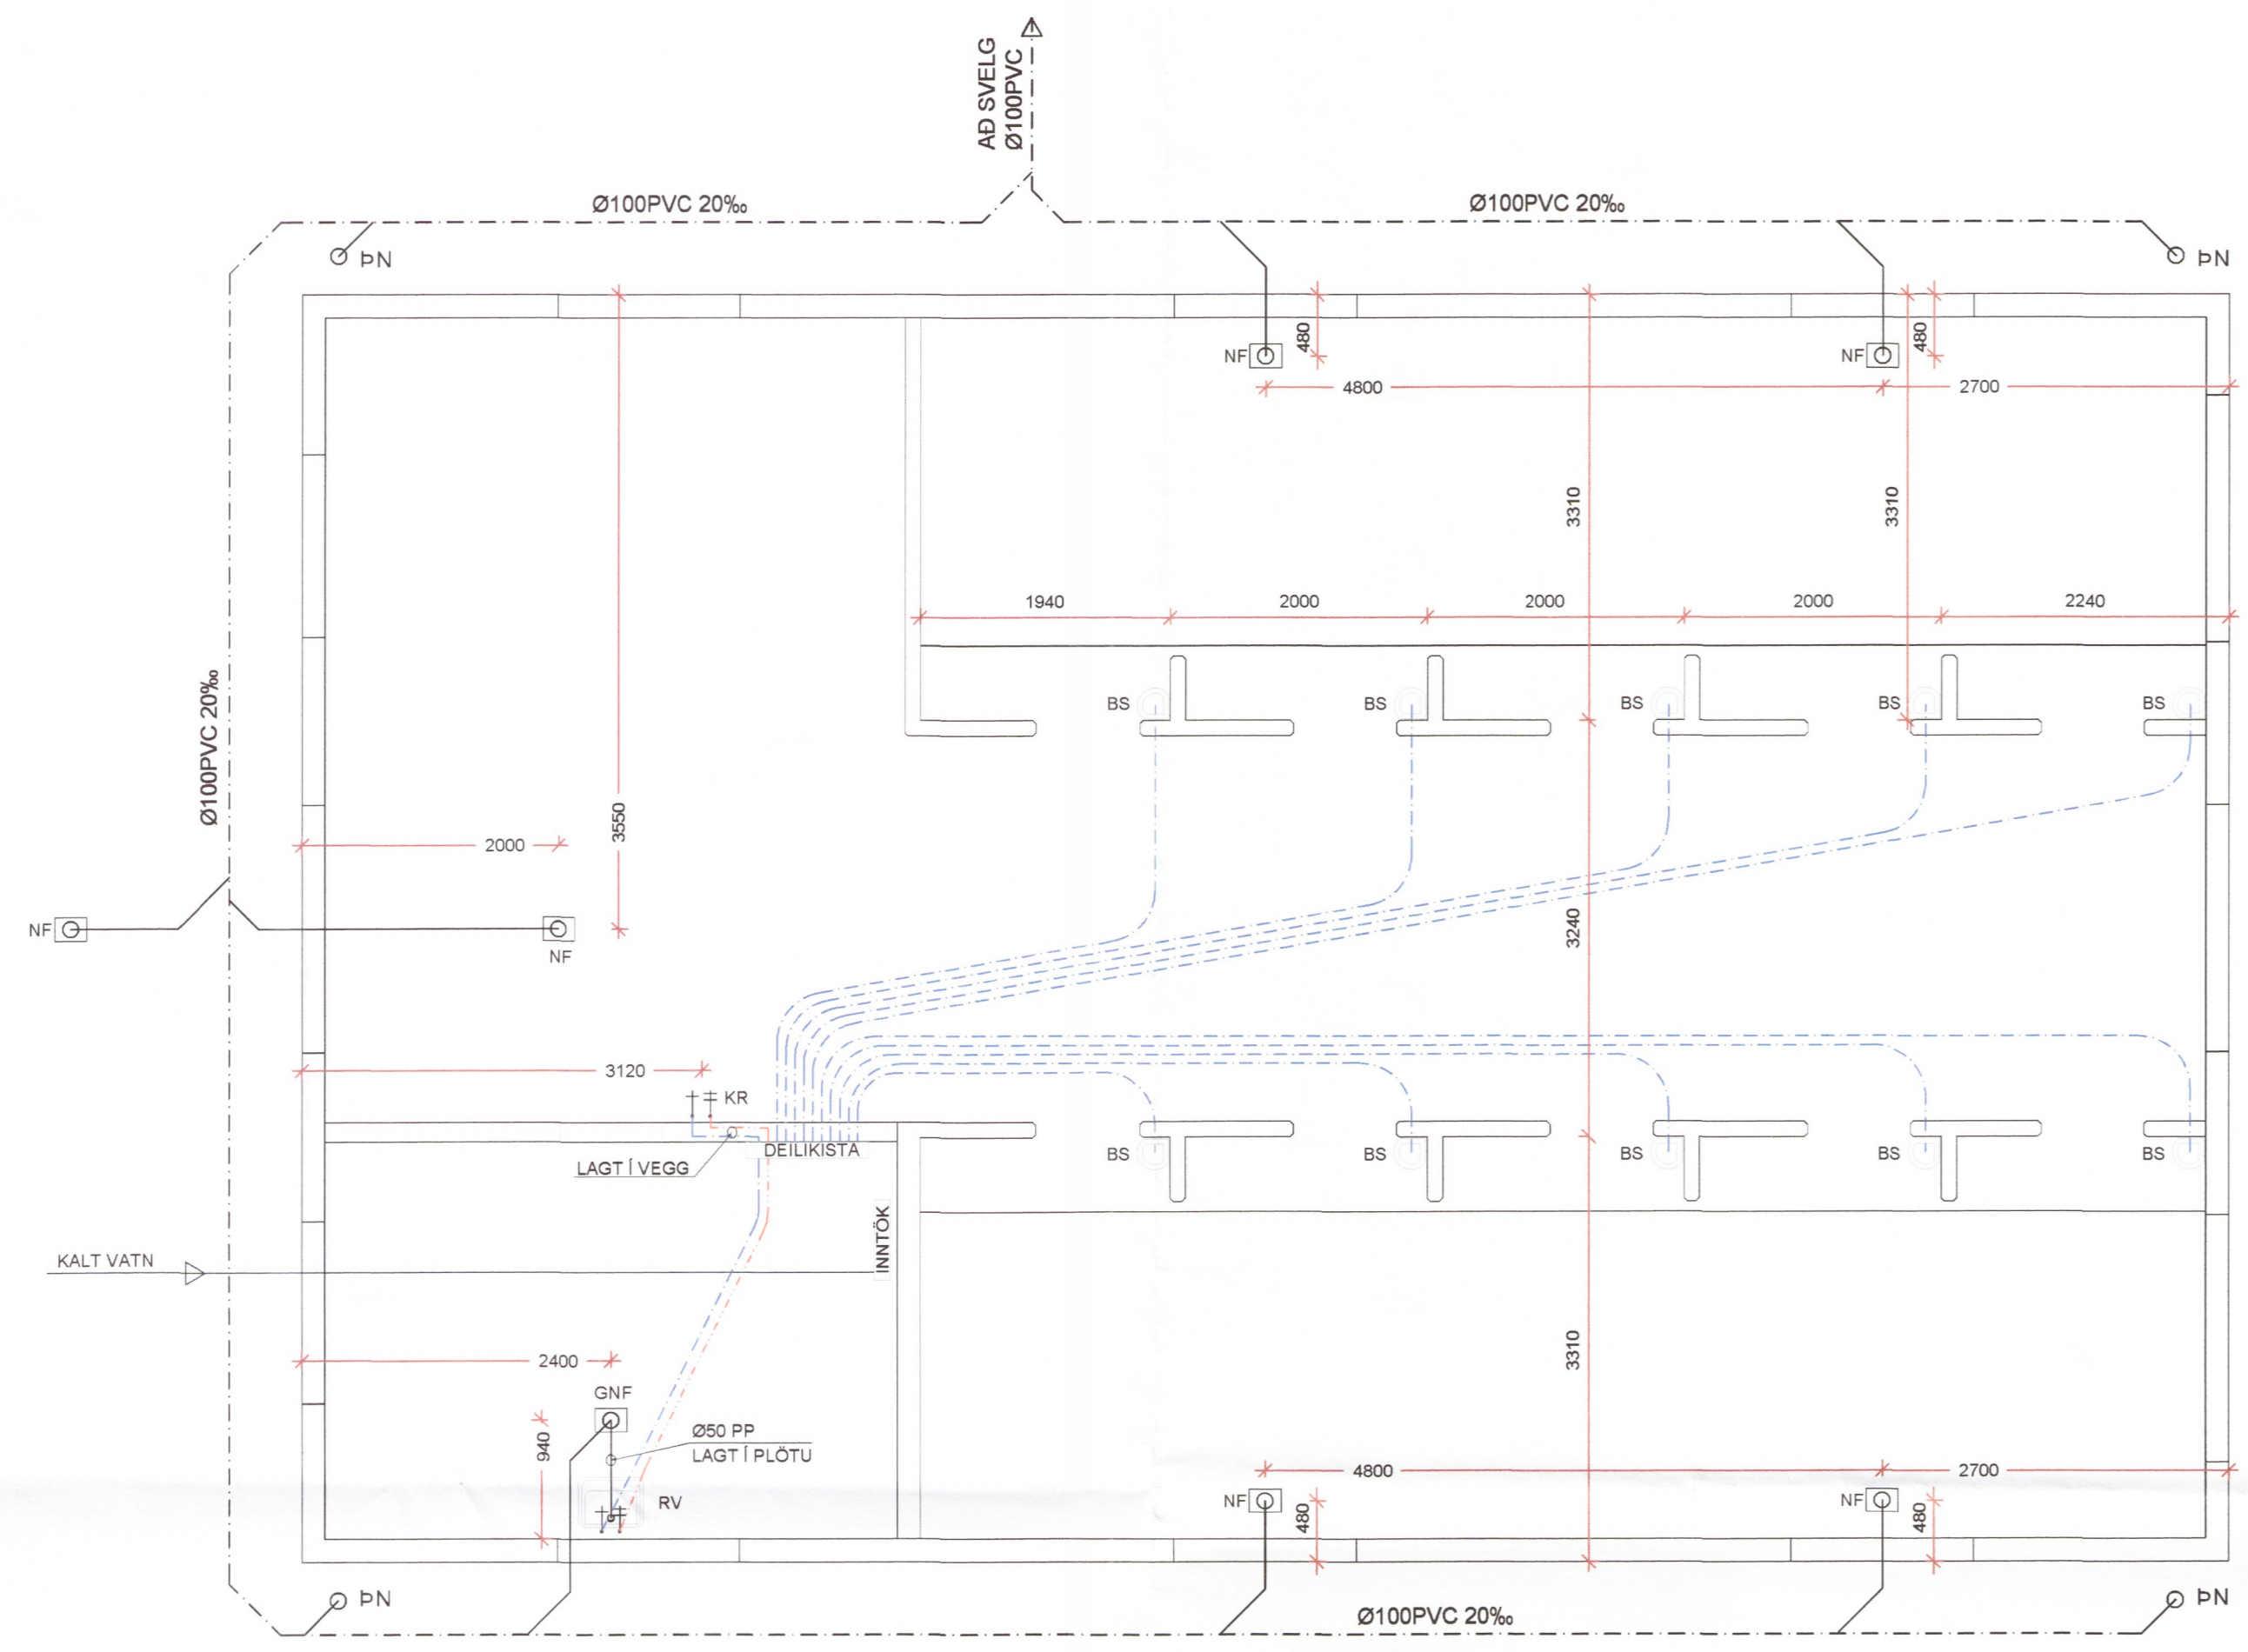 AÐ SVELG
Ø100PVC
Ø100PVC 20‰
Ø100PVC 20‰
ÞN
ÞN
480
480
NF
NF
4800
2700
3310
3310
1940
2000
2000
2000
2240
BS
BS
BS
BS
BS
Ø100PVC 20‰
3550
2000
NF
NF
3240
3120
KR
DEILIKISTA
LAGT Í VEGG
BS
BS
BS
BS
BS
INNTÖK
KALT VATN
2400
3310
GNF
940
Ø50 PP
LAGT Í PLÖTU
RV
4800
2700
NF
NF
480
480
ÞN
ÞN
Ø100PVC 20‰